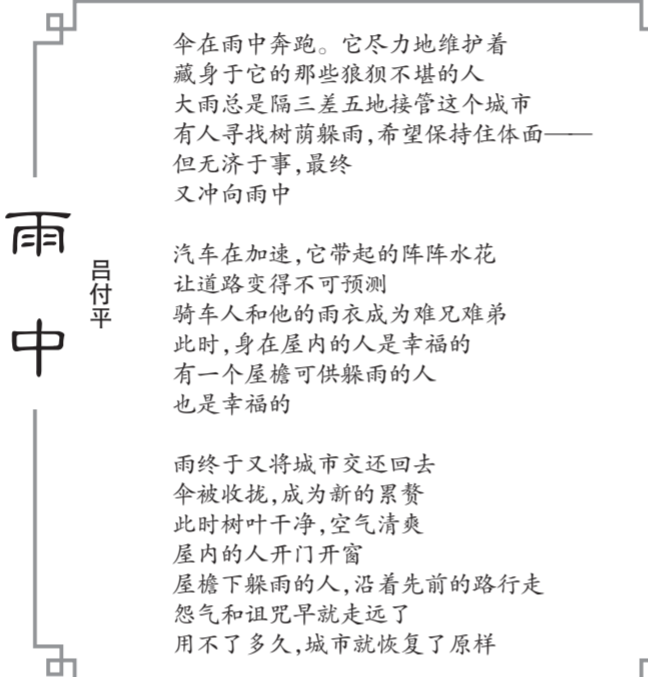 雨中
吕付平
伞在雨中奔跑。它尽力地维护着
藏身于它的那些狼狈不堪的人
大雨总是隔三差五地接管这个城市
有人寻找树荫躲雨,希望保持住体面——
但无济于事,最终
又冲向雨中
汽车在加速,它带起的阵阵水花
让道路变得不可预测
骑车人和他的雨衣成为难兄难弟
此时,身在屋内的人是幸福的
有一个屋檐可供躲雨的人
也是幸福的
雨终于又将城市交还回去
伞被收拢,成为新的累赘
此时树叶干净,空气清爽
屋内的人开门开窗
屋檐下躲雨的人,沿着先前的路行走
怨气和诅咒早就走远了
用不了多久,城市就恢复了原样